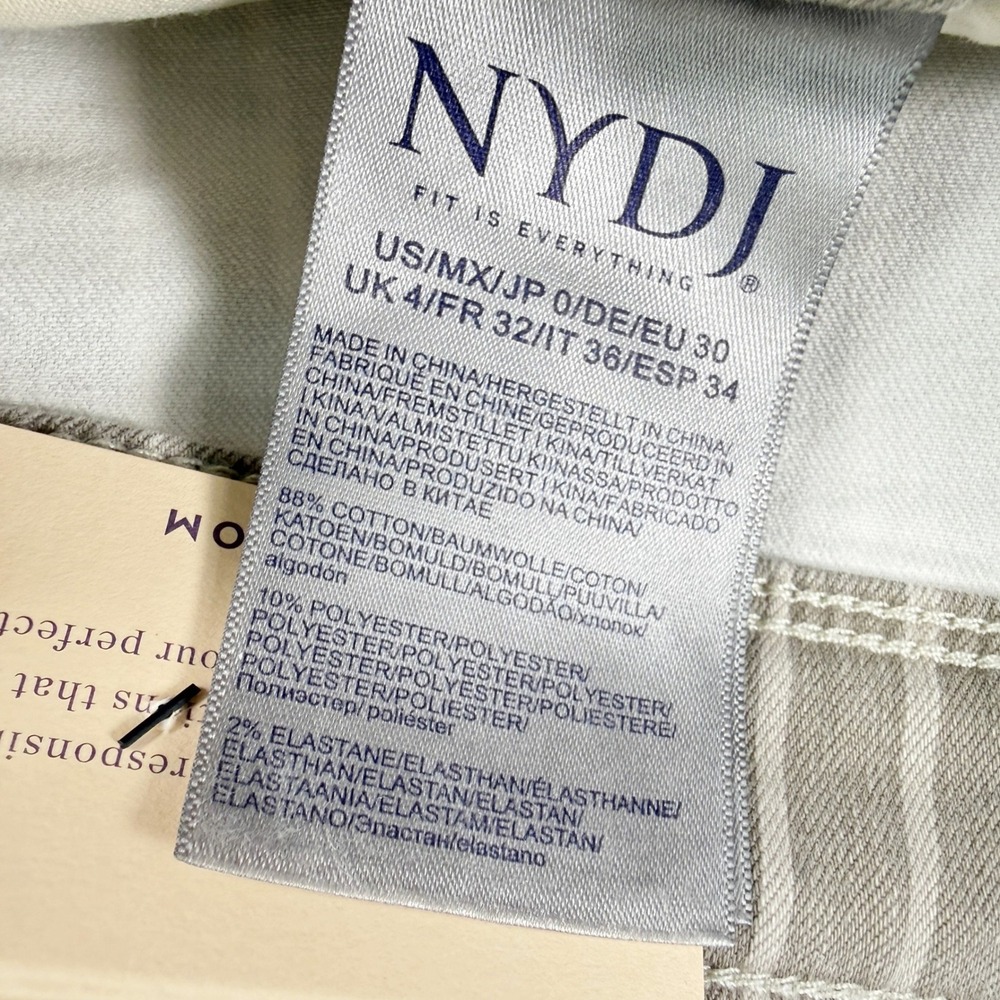 NYDJ
FIT IS EVERYTHING
®
US/MX/JP 0/DE/EU 30
UK 4/FR 32/IT 36/ESP 34
MADE IN CHINA/HERGESTELLT IN CHINA/
FABRIQUÉ EN CHINE/GEPRODUCEERD IN
CHINA/FREMSTILLET I KINA/TILLVERKAT
I KINA/VALMISTETTU KIINASSA/PRODOTTO
IN CHINA/PRODUSERT I KINA/FABRICADO
EN CHINA/PRODUZIDO NA CHINA/
СДЕЛАНО В КИТАЕ
88% COTTON/BAUMWOLLE/COTON/
KATOEN/BOMULD/BOMULL/PUUVILLA/
COTONE/BOMULL/ALGODÃO/хлопок/
algodón
10% POLYESTER/POLYESTER/
POLYESTER/POLYESTER/POLYESTER/
POLYESTER/POLYESTER/POLIESTERE/
POLYESTER/POLIESTER/
Полиэстер/ poliéster
2% ELASTANE/ELASTHAN/ÉLASTHANNE/
ELASTHAN/ELASTAN/ELASTAN/
ELASTAANIA/ELASTAM/ELASTAN/
ELASTANO/Эластан/elastano
OM
our perfect
ns that
responsi